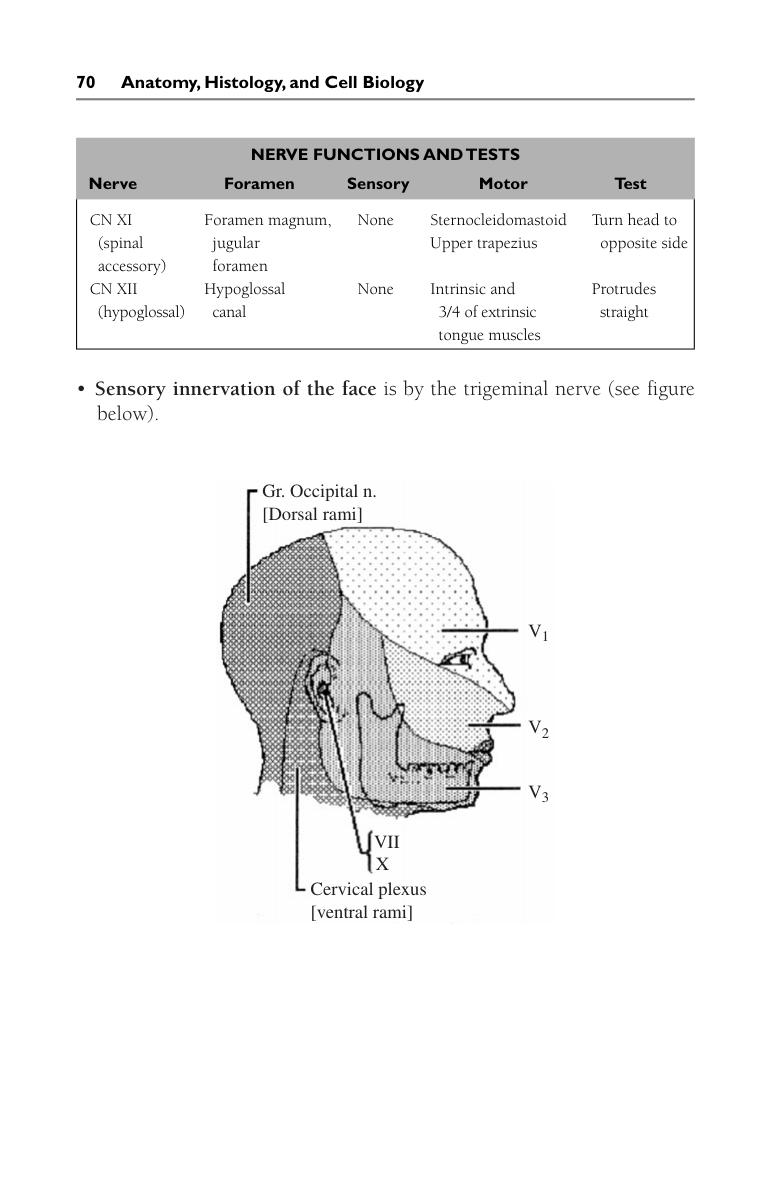 70 Anatomy, Histology, and Cell Biology
NERVE FUNCTIONS AND TESTS
Nerve Foramen Sensory Motor Test
CN XI Foramen magnum, None Sternocleidomastoid Turn head to
(spinal jugular Upper trapezius opposite side
accessory) foramen
CN XII Hypoglossal None Intrinsic and Protrudes
(hypoglossal) canal 3/4 of extrinsic straight
tongue muscles
• Sensory innervation of the face is by the trigeminal nerve (see figure
below).
Gr. Occipital n.
[Dorsal rami]
V1
V2
V3
VII
X
Cervical plexus
[ventral rami]